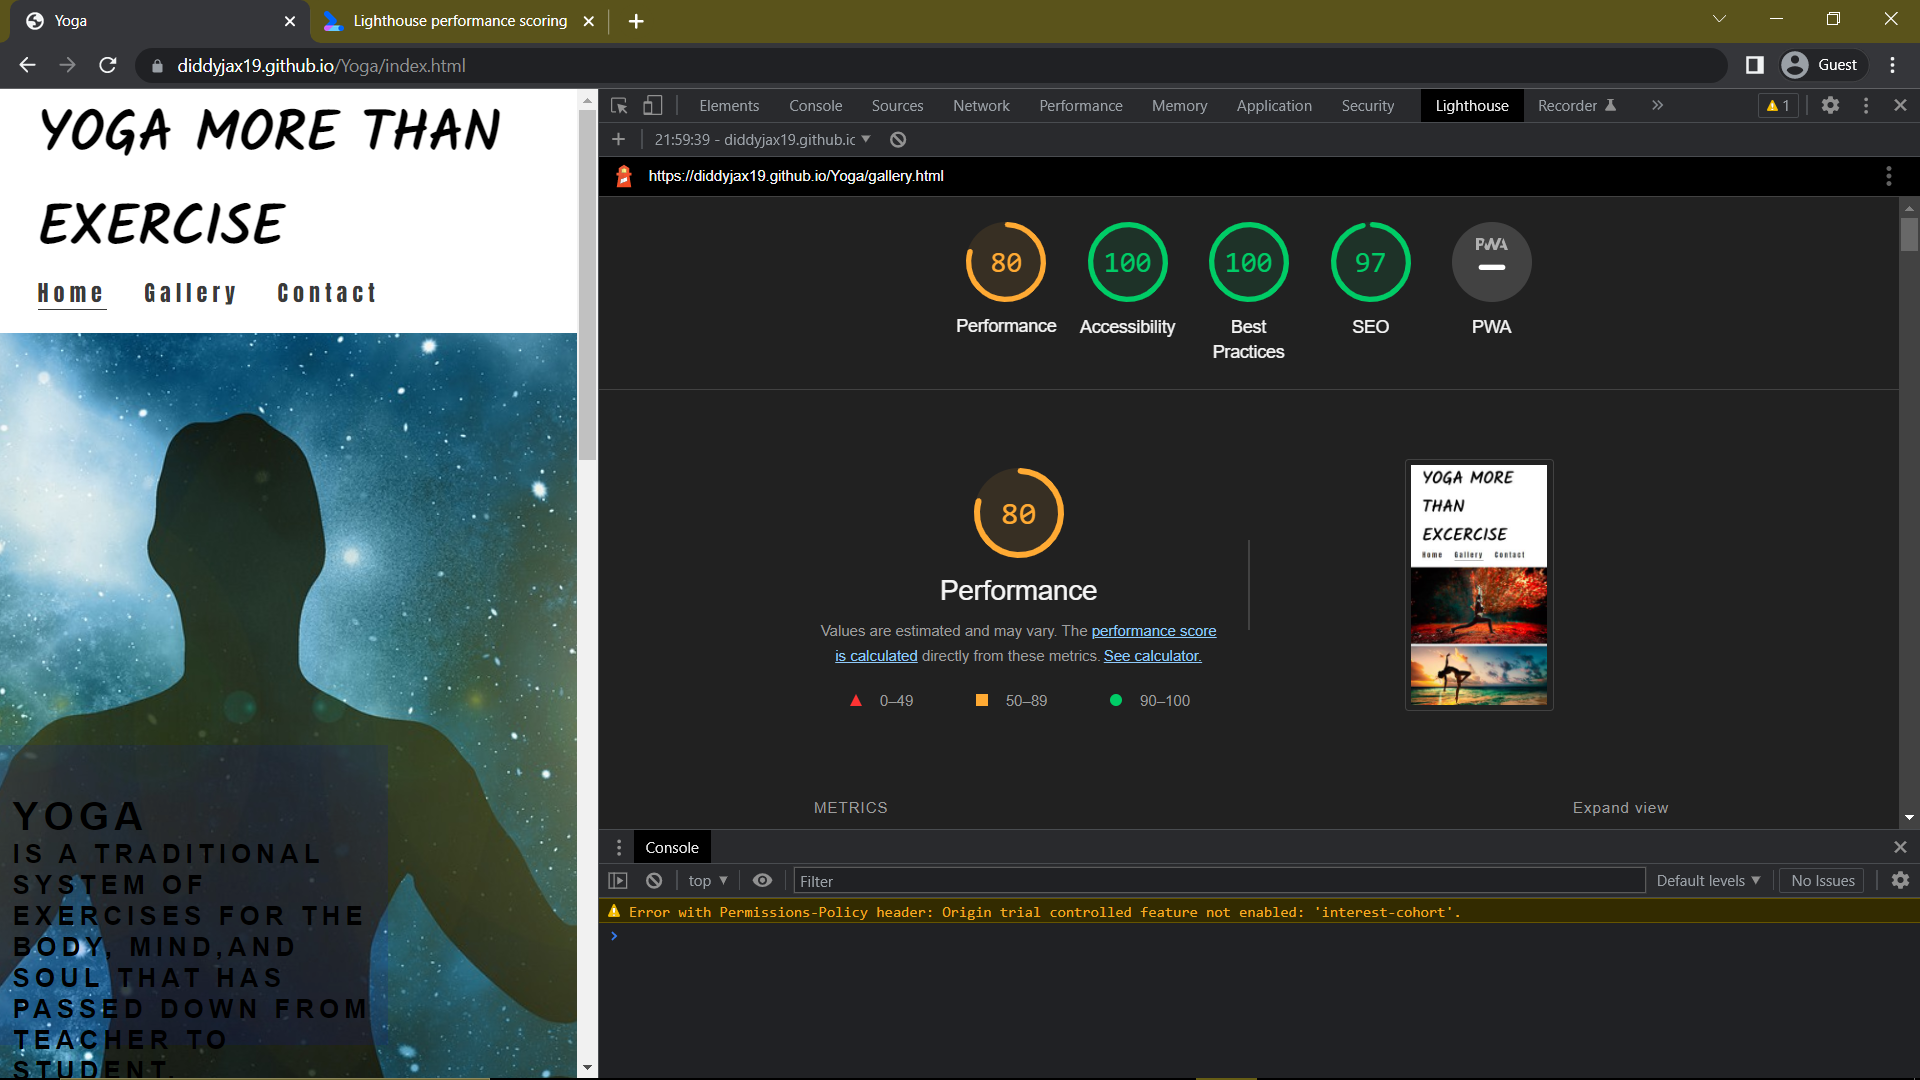 Yoga
Lighthouse performance scoring
diddyjax19.github.io/Yoga/index.html
Guest
YOGA MORE THAN
EXERCISE
Home Gallery Contact
YOGA
IS A TRADITIONAL
SYSTEM OF
EXERCISES FOR THE
BODY, MIND,AND
SOUL THAT HAS
PASSED DOWN FROM
TEACHER TO
STUDENT.
Elements Console Sources Network Performance Memory Application Security Lighthouse Recorder 1
21:59:39 - diddyjax19.github.io
https://diddyjax19.github.io/Yoga/gallery.html
80 100 100 97 PWA
Performance Accessibility Best Practices SEO PWA
80
YOGA MORE
THAN
EXCERCISE
Home Gallery Contact
Performance
Values are estimated and may vary. The performance score
is calculated directly from these metrics. See calculator.
0–49 50–89 90–100
METRICS Expand view
Console
top Filter Default levels No Issues
Error with Permissions-Policy header: Origin trial controlled feature not enabled: 'interest-cohort'.